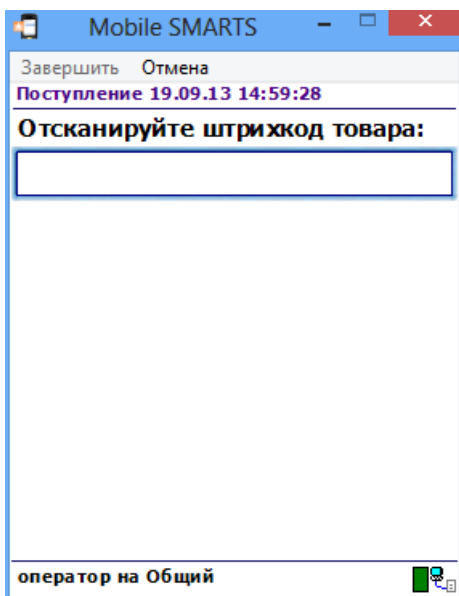 Mobile SMARTS
Завершить Отмена
Поступление 19.09.13 14:59:28
Отсканируйте штрихкод товара:
оператор на Общий